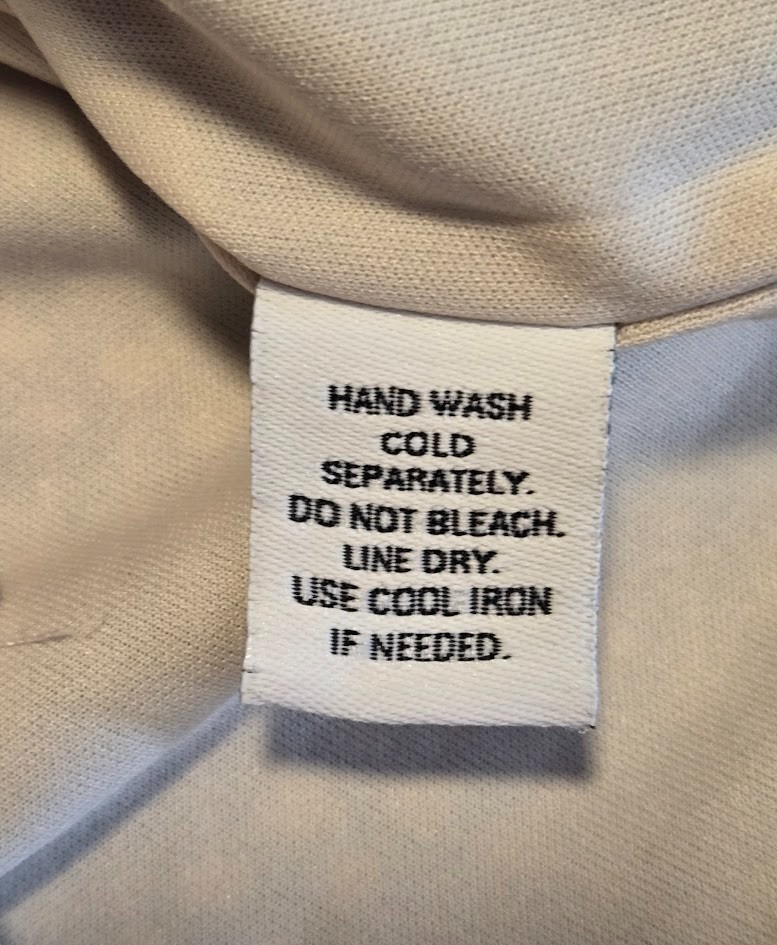 HAND WASH
COLD
SEPARATELY.
DO NOT BLEACH.
LINE DRY.
USE COOL IRON
IF NEEDED.